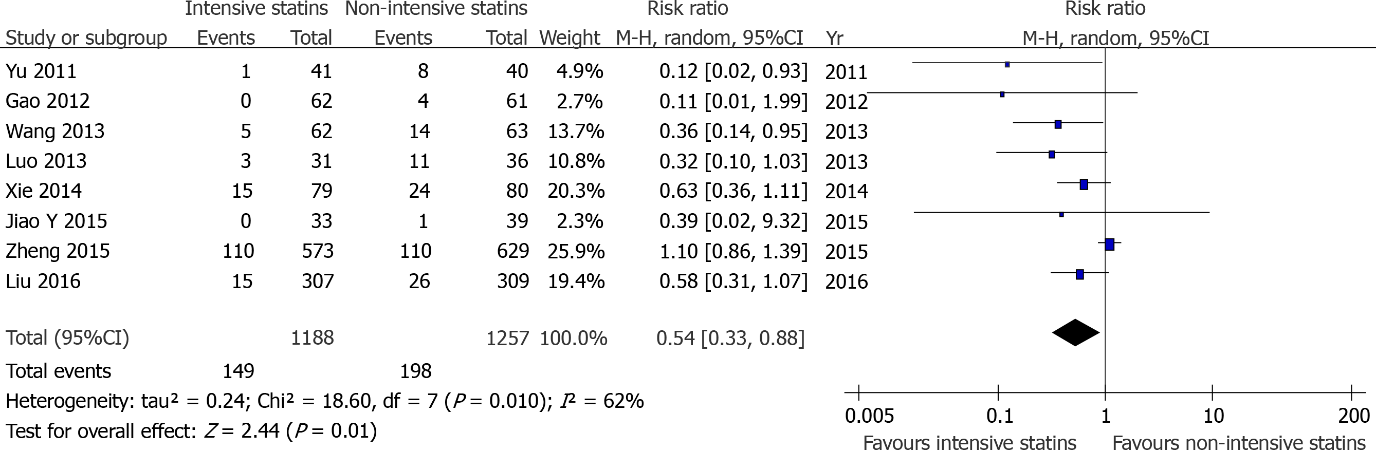 Intensive statins Non-intensive statins Risk ratio Risk ratio
Study or subgroup Events Total Events Total Weight M-H, random, 95%CI Yr M-H, random, 95%CI
Yu 2011 1 41 8 40 4.9% 0.12 [0.02, 0.93] 2011
Gao 2012 0 62 4 61 2.7% 0.11 [0.01, 1.99] 2012
Wang 2013 5 62 14 63 13.7% 0.36 [0.14, 0.95] 2013
Luo 2013 3 31 11 36 10.8% 0.32 [0.10, 1.03] 2013
Xie 2014 15 79 24 80 20.3% 0.63 [0.36, 1.11] 2014
Jiao Y 2015 0 33 1 39 2.3% 0.39 [0.02, 9.32] 2015
Zheng 2015 110 573 110 629 25.9% 1.10 [0.86, 1.39] 2015
Liu 2016 15 307 26 309 19.4% 0.58 [0.31, 1.07] 2016
Total (95%CI) 1188 1257 100.0% 0.54 [0.33, 0.88]
Total events 149 198
Heterogeneity: tau² = 0.24; Chi² = 18.60, df = 7 (P = 0.010); I² = 62%
Test for overall effect: Z = 2.44 (P = 0.01)
0.005 0.1 1 10 200
Favours intensive statins Favours non-intensive statins